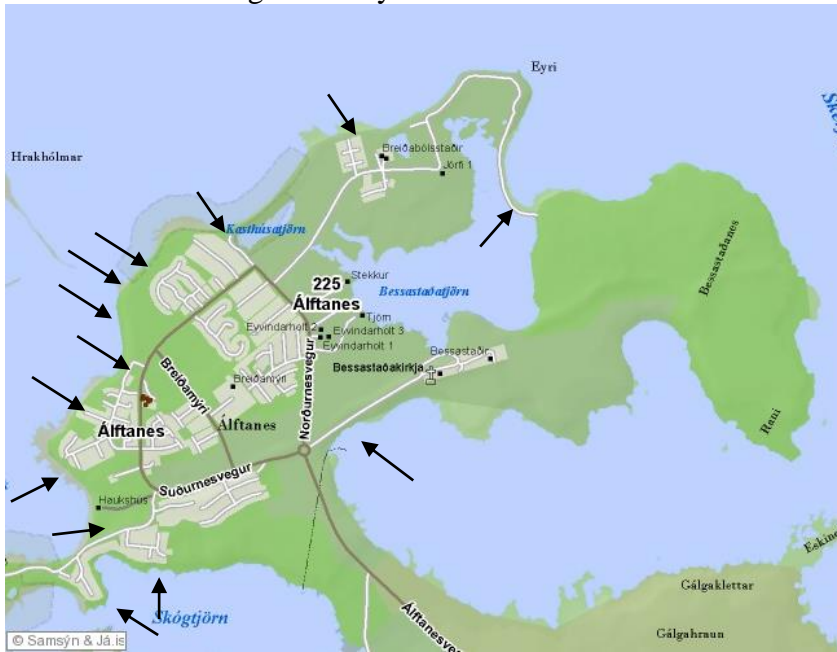 Eyri
Hrakhólmar
Breiðabólsstaðir
Jörfi 1
Kasthúsatjörn
Bessastaðanes
225
Álftanes
Stekkur
Bessastaðatjörn
Tjörn
Eyvindarholt 2
Eyvindarholt 3
Eyvindarholt 1
Bessastaðir
Bessastaðakirkja
Breiðamýri
Breiðamýri
Norðurnesvegur
Rani
Álftanes
Álftanes
Suðurnesvegur
Haukshús
Gálgaklettar
Skógtjörn
Álftanesvegur
Gálgahraun
© Samsýn & Já.is